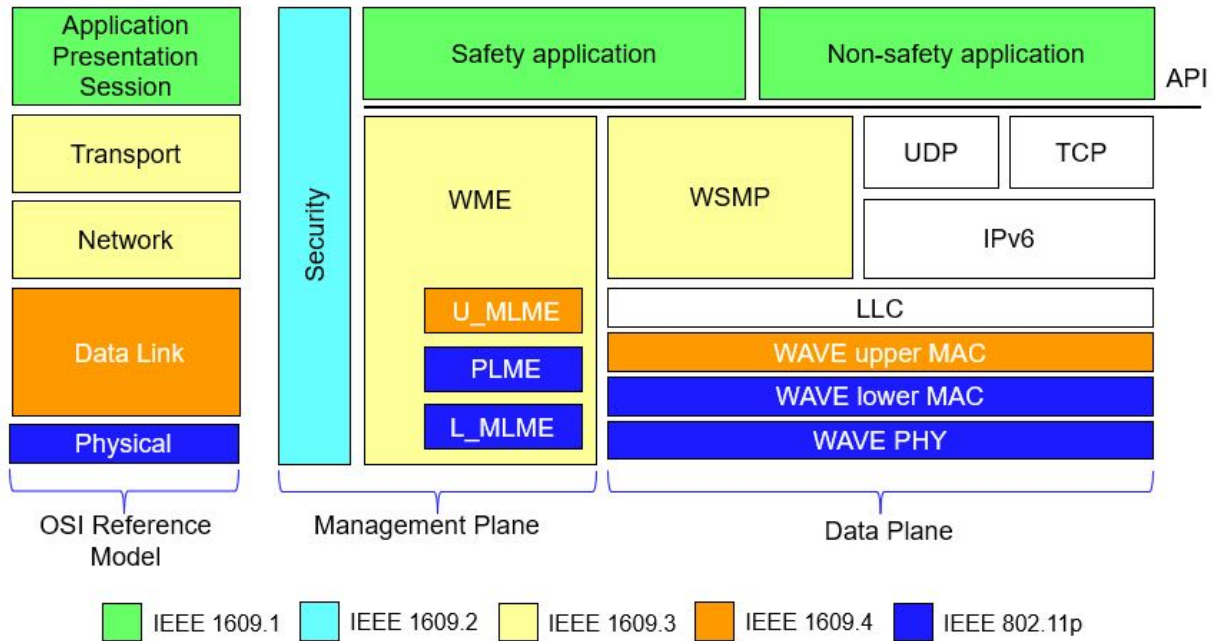 Application
Presentation
Session
Transport
Network
Data Link
Physical
OSI Reference
Model
Security
Safety application
Non-safety application
API
WME
U_MLME
PLME
L_MLME
Management Plane
WSMP
UDP
TCP
IPv6
LLC
WAVE upper MAC
WAVE lower MAC
WAVE PHY
Data Plane
IEEE 1609.1
IEEE 1609.2
IEEE 1609.3
IEEE 1609.4
IEEE 802.11p